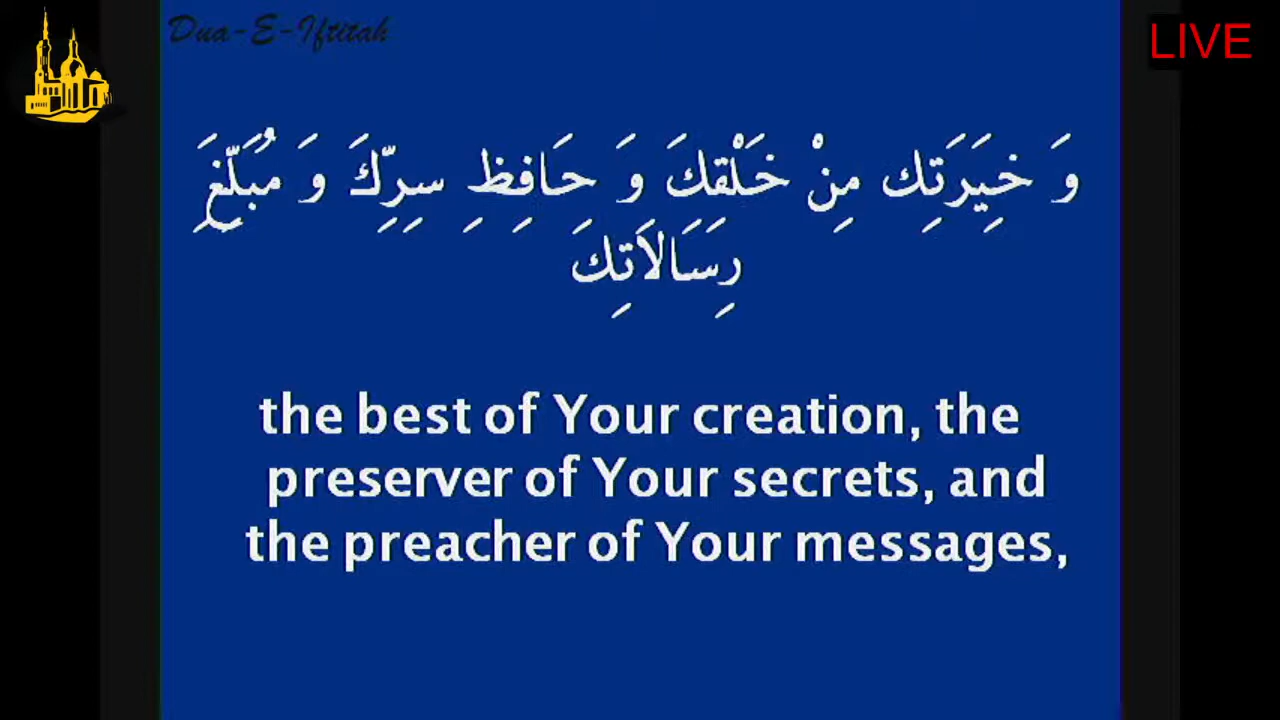 Dua-E-Iftitah
LIVE
وَ خِيَرَتِك مِنْ خَلْقِكَ وَ حَافِظِ سِرِّكَ وَ مُبَلِّغِ
رِسَالَاتِكَ
the best of Your creation, the
preserver of Your secrets, and
the preacher of Your messages,